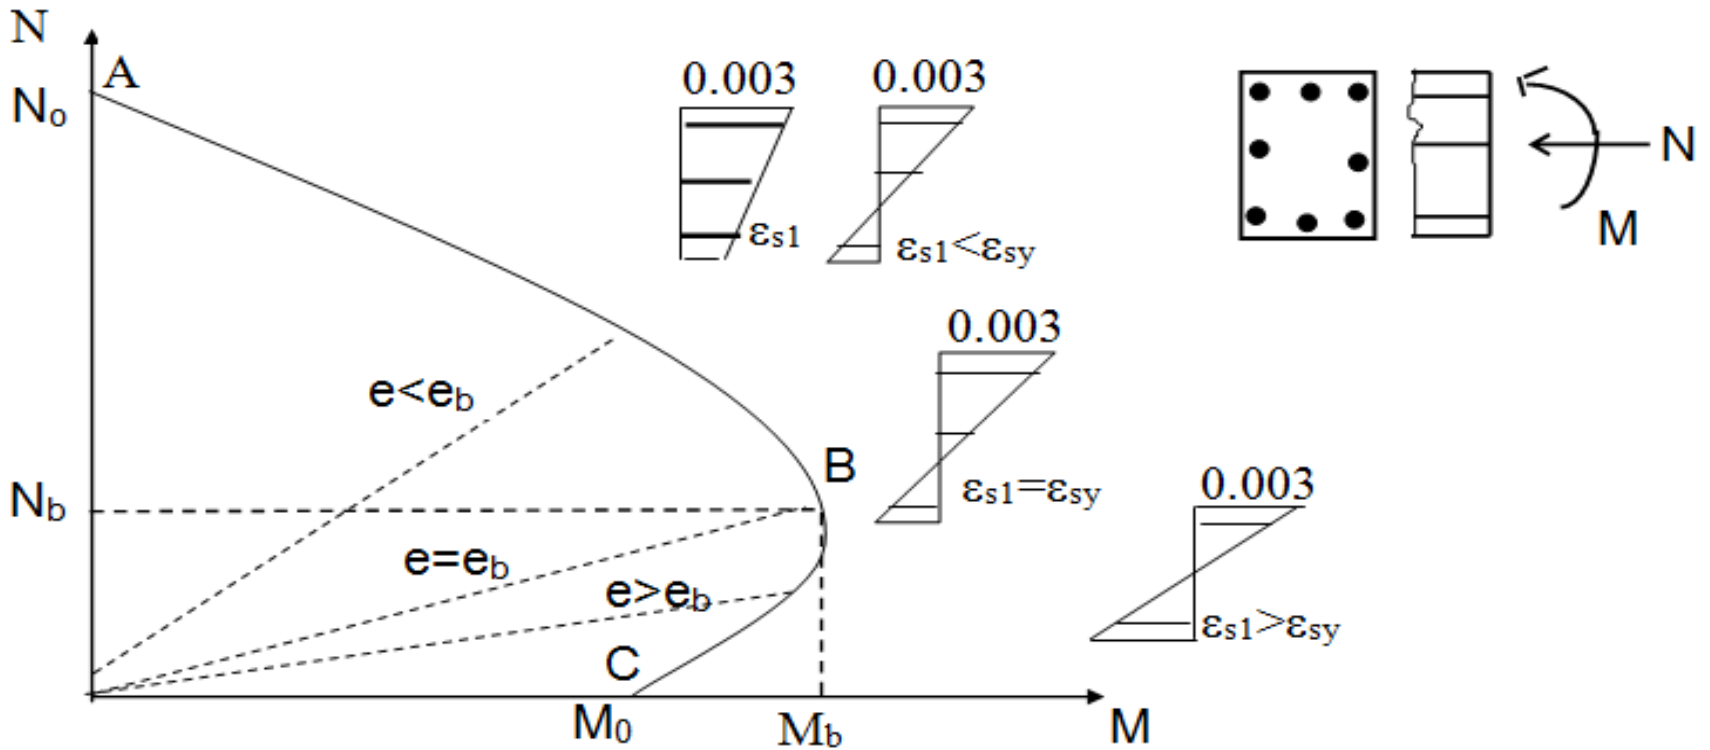 N
A
N₀
0.003
0.003
εs1
εs1<εsy
N
M
0.003
e<eb
B
Nb
εs1=εsy
0.003
e=eb
e>eb
εs1>εsy
C
M0
Mb
M